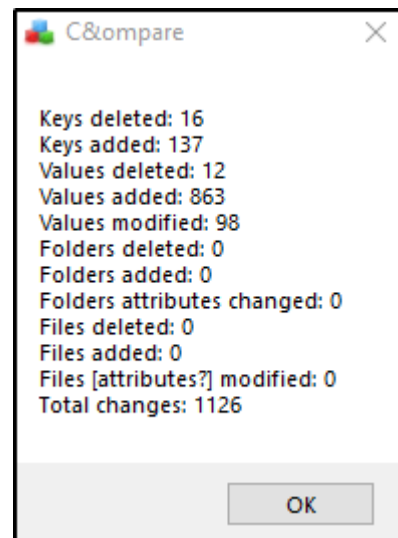 C&ompare
Keys deleted: 16
Keys added: 137
Values deleted: 12
Values added: 863
Values modified: 98
Folders deleted: 0
Folders added: 0
Folders attributes changed: 0
Files deleted: 0
Files added: 0
Files [attributes?] modified: 0
Total changes: 1126
OK